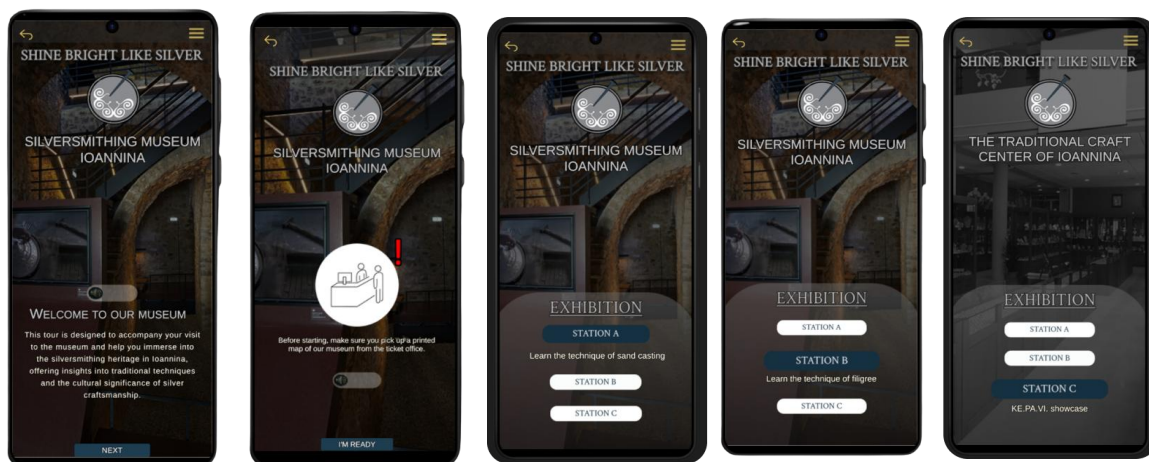 SHINE BRIGHT LIKE SILVER
SILVERSMITHING MUSEUM
IOANNINA
WELCOME TO OUR MUSEUM
This tour is designed to accompany your visit
to the museum and help you immerse into
the silversmithing heritage in Ioannina,
offering insights into traditional techniques
and the cultural significance of silver
craftsmanship.
NEXT
SHINE BRIGHT LIKE SILVER
SILVERSMITHING MUSEUM
IOANNINA
!
Before starting, make sure you pick up a printed
map of our museum from the ticket office.
I'M READY
SHINE BRIGHT LIKE SILVER
SILVERSMITHING MUSEUM
IOANNINA
EXHIBITION
STATION A
Learn the technique of sand casting
STATION B
STATION C
SHINE BRIGHT LIKE SILVER
SILVERSMITHING MUSEUM
IOANNINA
EXHIBITION
STATION A
STATION B
Learn the technique of filigree
STATION C
SHINE BRIGHT LIKE SILVER
THE TRADITIONAL CRAFT
CENTER OF IOANNINA
EXHIBITION
STATION A
STATION B
STATION C
KE.PA.VI. showcase